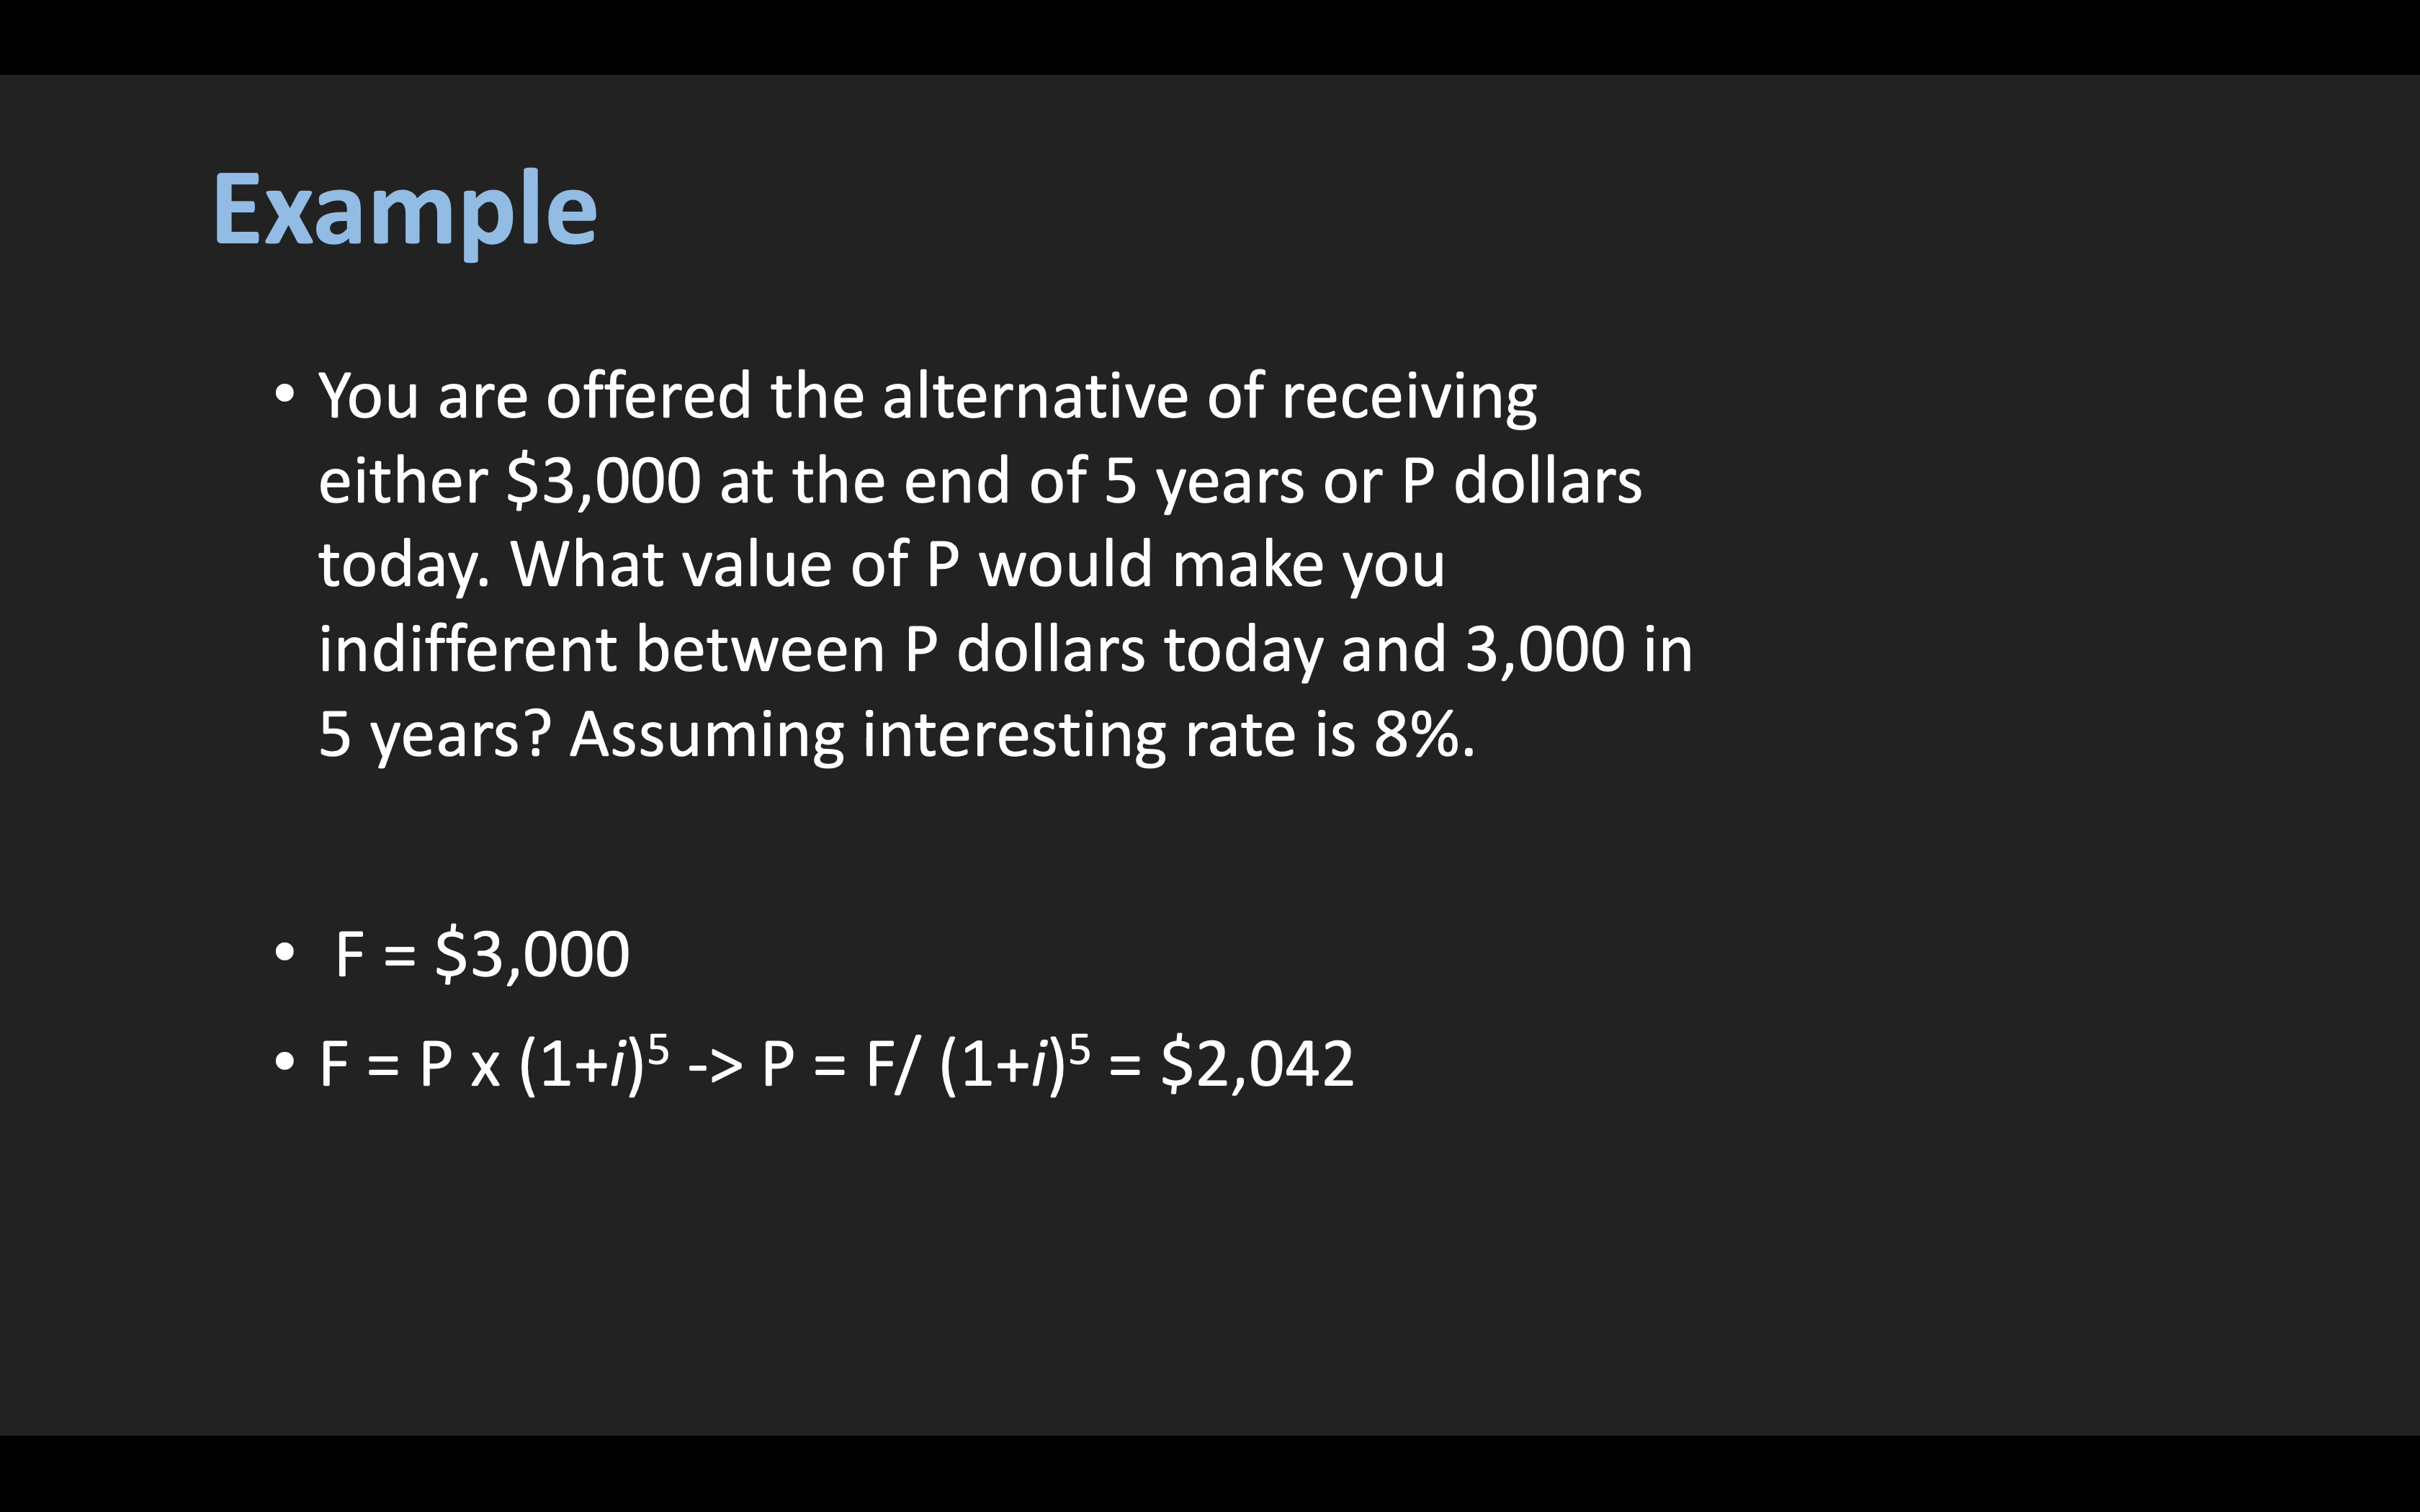 Example
• You are offered the alternative of receiving
either $3,000 at the end of 5 years or P dollars
today. What value of P would make you
indifferent between P dollars today and 3,000 in
5 years? Assuming interesting rate is 8%.
• F = $3,000
• F = P x (1+i)⁵ -> P = F/ (1+i)⁵ = $2,042